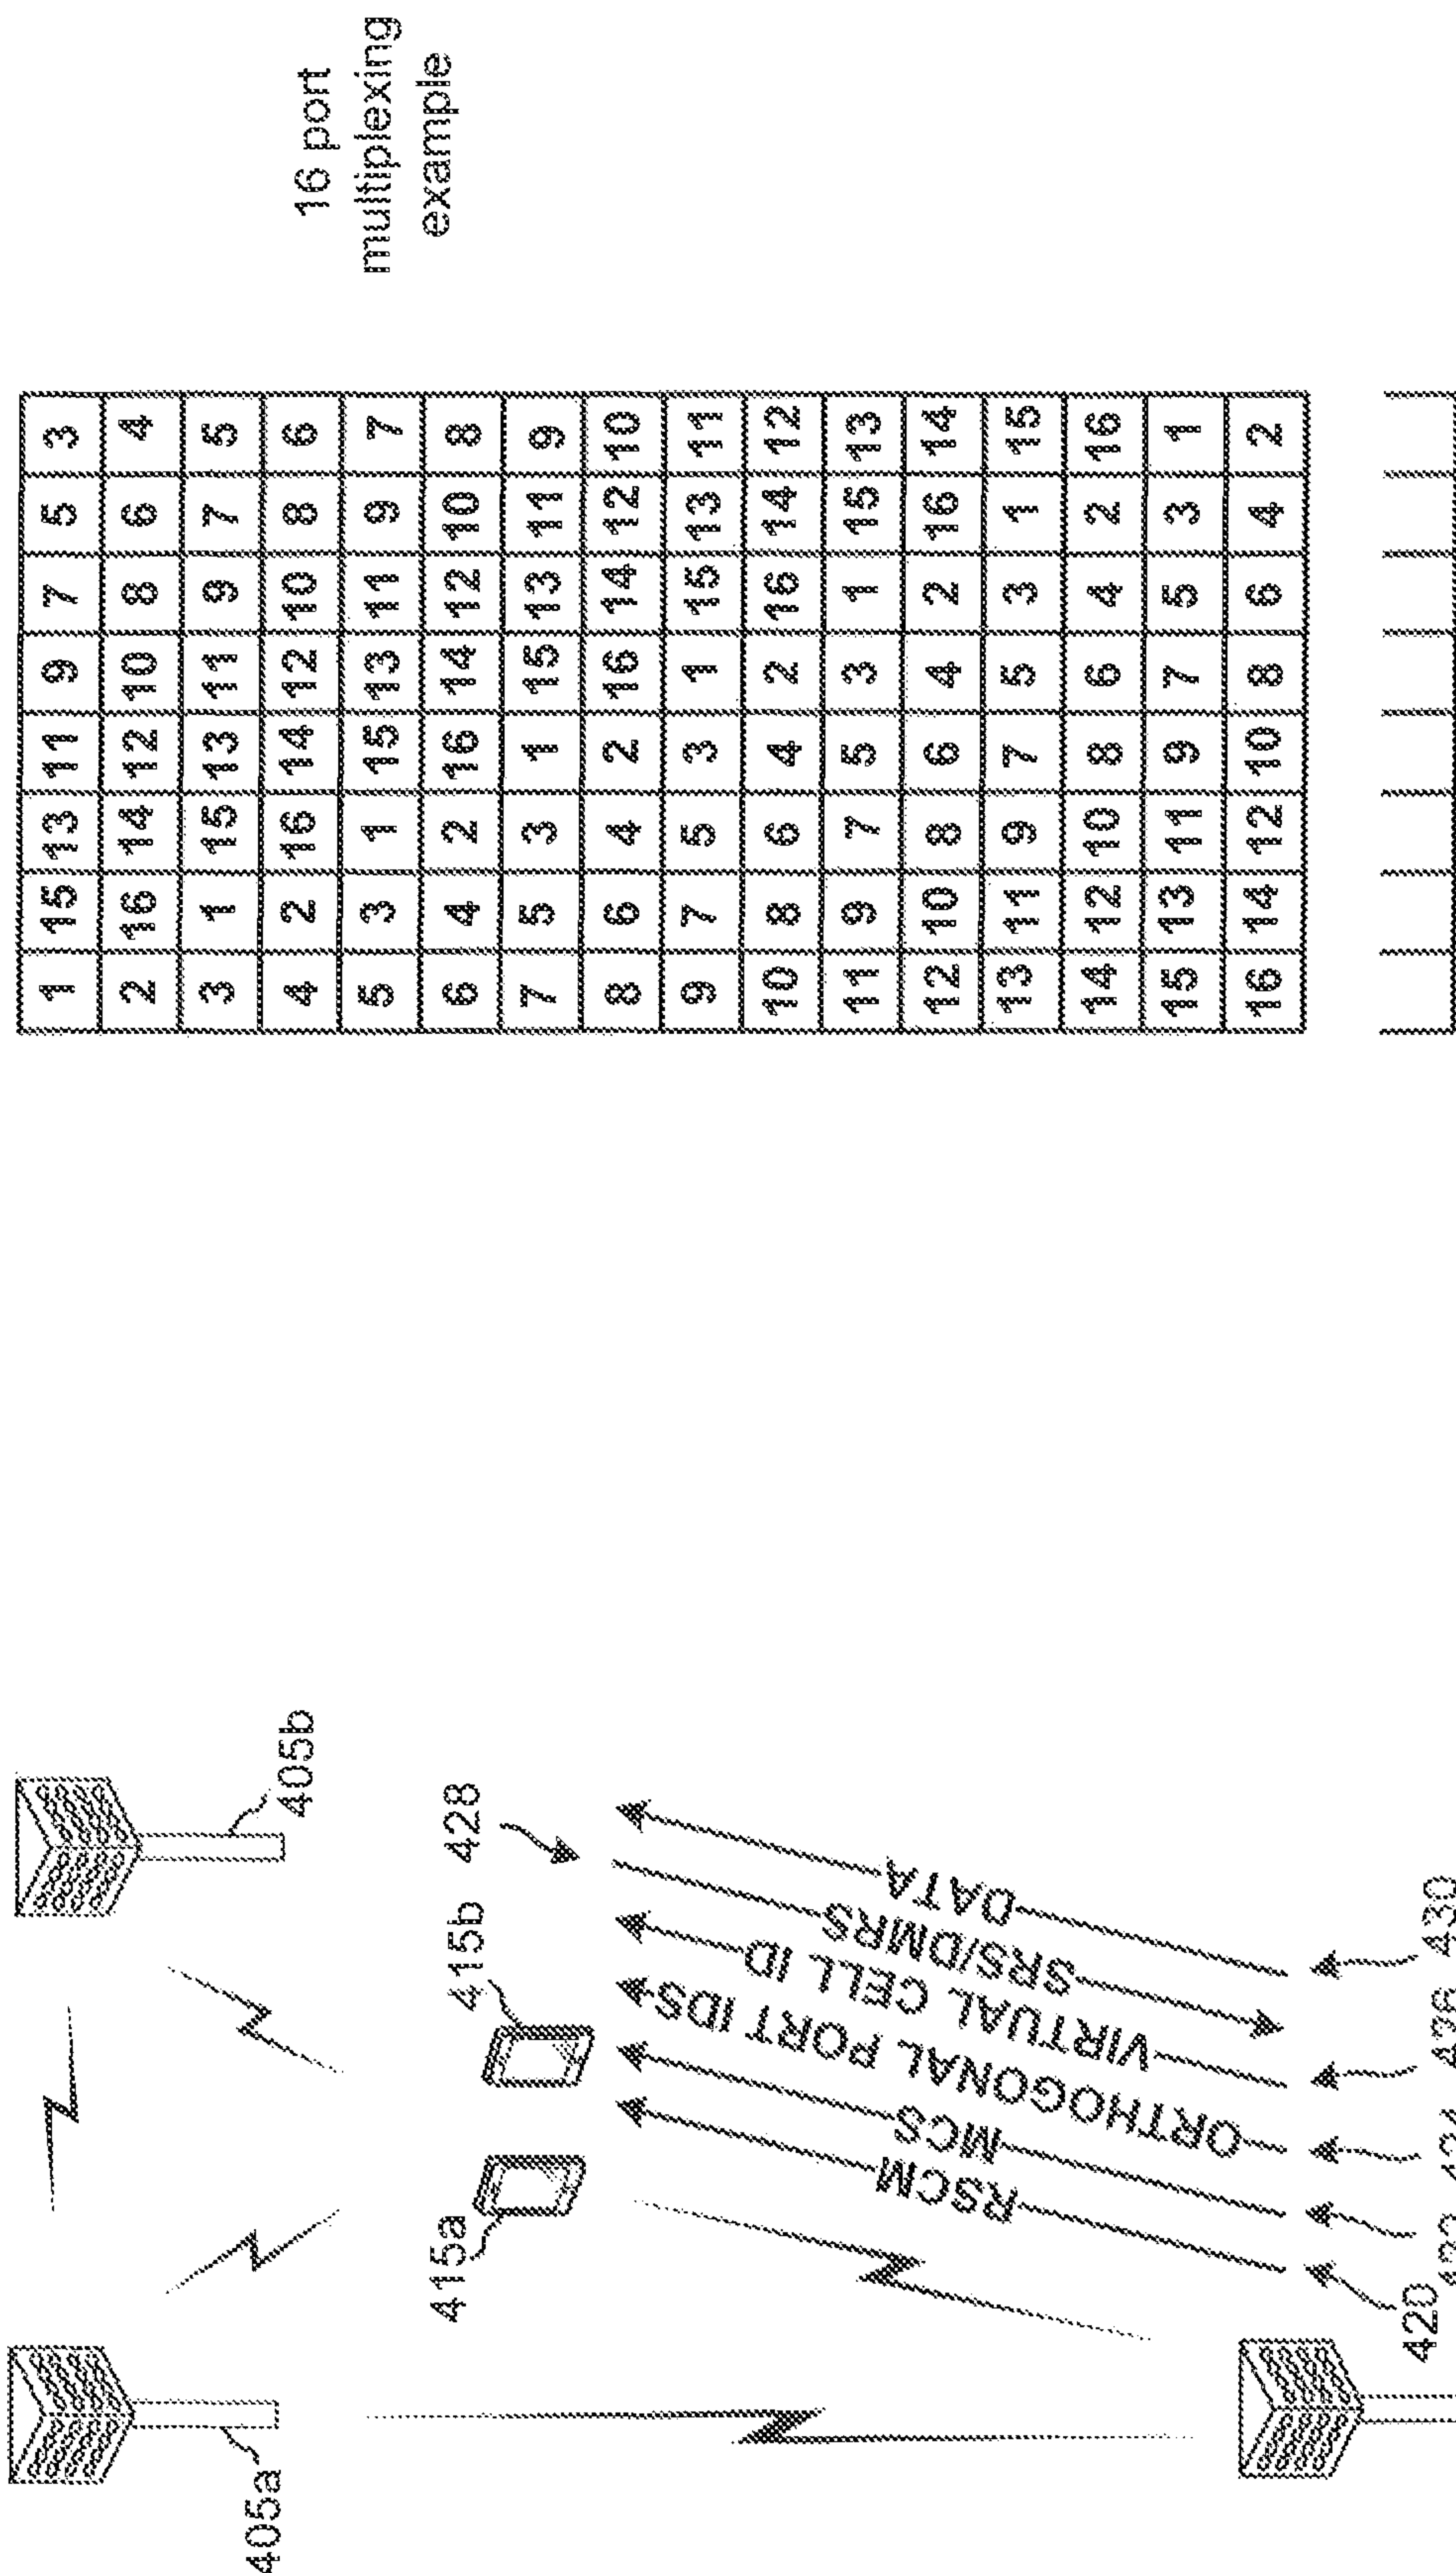 405a
405b
415a
415b
428
RSCM
MCS
ORTHOGONAL PORT IDS
VIRTUAL CELL ID
SRS/DMRS
DATA
420
430
1 15 13 11 9 7 5 3
2 16 14 12 10 8 6 4
3 1 15 13 11 9 7 5
4 2 16 14 12 10 8 6
5 3 1 15 13 11 9 7
6 4 2 16 14 12 10 8
7 5 3 1 15 13 11 9
8 6 4 2 16 14 12 10
9 7 5 3 1 15 13 11
10 8 6 4 2 16 14 12
11 9 7 5 3 1 15 13
12 10 8 6 4 2 16 14
13 11 9 7 5 3 1 15
14 12 10 8 6 4 2 16
15 13 11 9 7 5 3 1
16 14 12 10 8 6 4 2
16 port
multiplexing
example